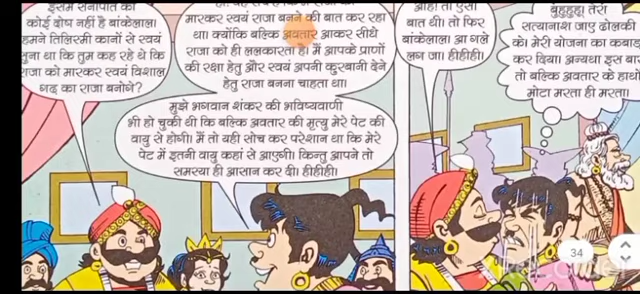 इसमें सेनापति का
कोई दोष नहीं है बांकेलाल।
हमने तिलिस्मी कानों से स्वयं
सुना था कि तुम कह रहे थे कि
राजा को मारकर स्वयं विशाल
गढ़ का राजा बनोगे?
मारकर स्वयं राजा बनने की बात कर रहा
था। क्योंकि बल्कि अवतार आकर सीधे
राजा को ही ललकारता। मैं आपके प्राणों
की रक्षा हेतु और स्वयं अपनी कुरबानी देने
हेतु राजा बनना चाहता था।
मुझे भगवान शंकर की भविष्यवाणी
भी हो चुकी थी कि बल्कि अवतार की मृत्यु मेरे पेट की
वायु से होगी। मैं तो यही सोच कर परेशान था कि मेरे
पेट में इतनी वायु कहां से आएगी। किन्तु आपने तो
समस्या ही आसान कर दी। हीहीही।
ओह! तो ऐसी
बात थी। तो फिर
बांकेलाल आ गले
लग जा। हीहीही।
बुहुहुहु! तेरा
सत्यानाश जाए ढोलकी
के। मेरी योजना का कबाड़ा
कर दिया। अन्यथा इस बार
तो बल्कि अवतार के हाथों
मोटा मरता ही मरता।
34